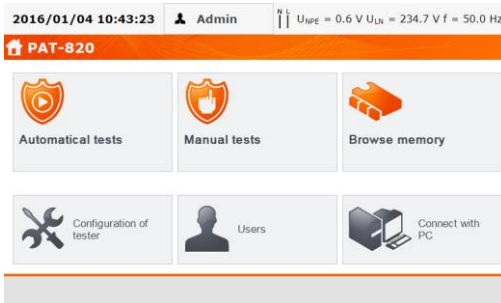 2016/01/04 10:43:23 Admin N L U_NPE = 0.6 V U_LN = 234.7 V f = 50.0 Hz
PAT-820
Automatical tests Manual tests Browse memory
Configuration of tester
Users
Connect with PC